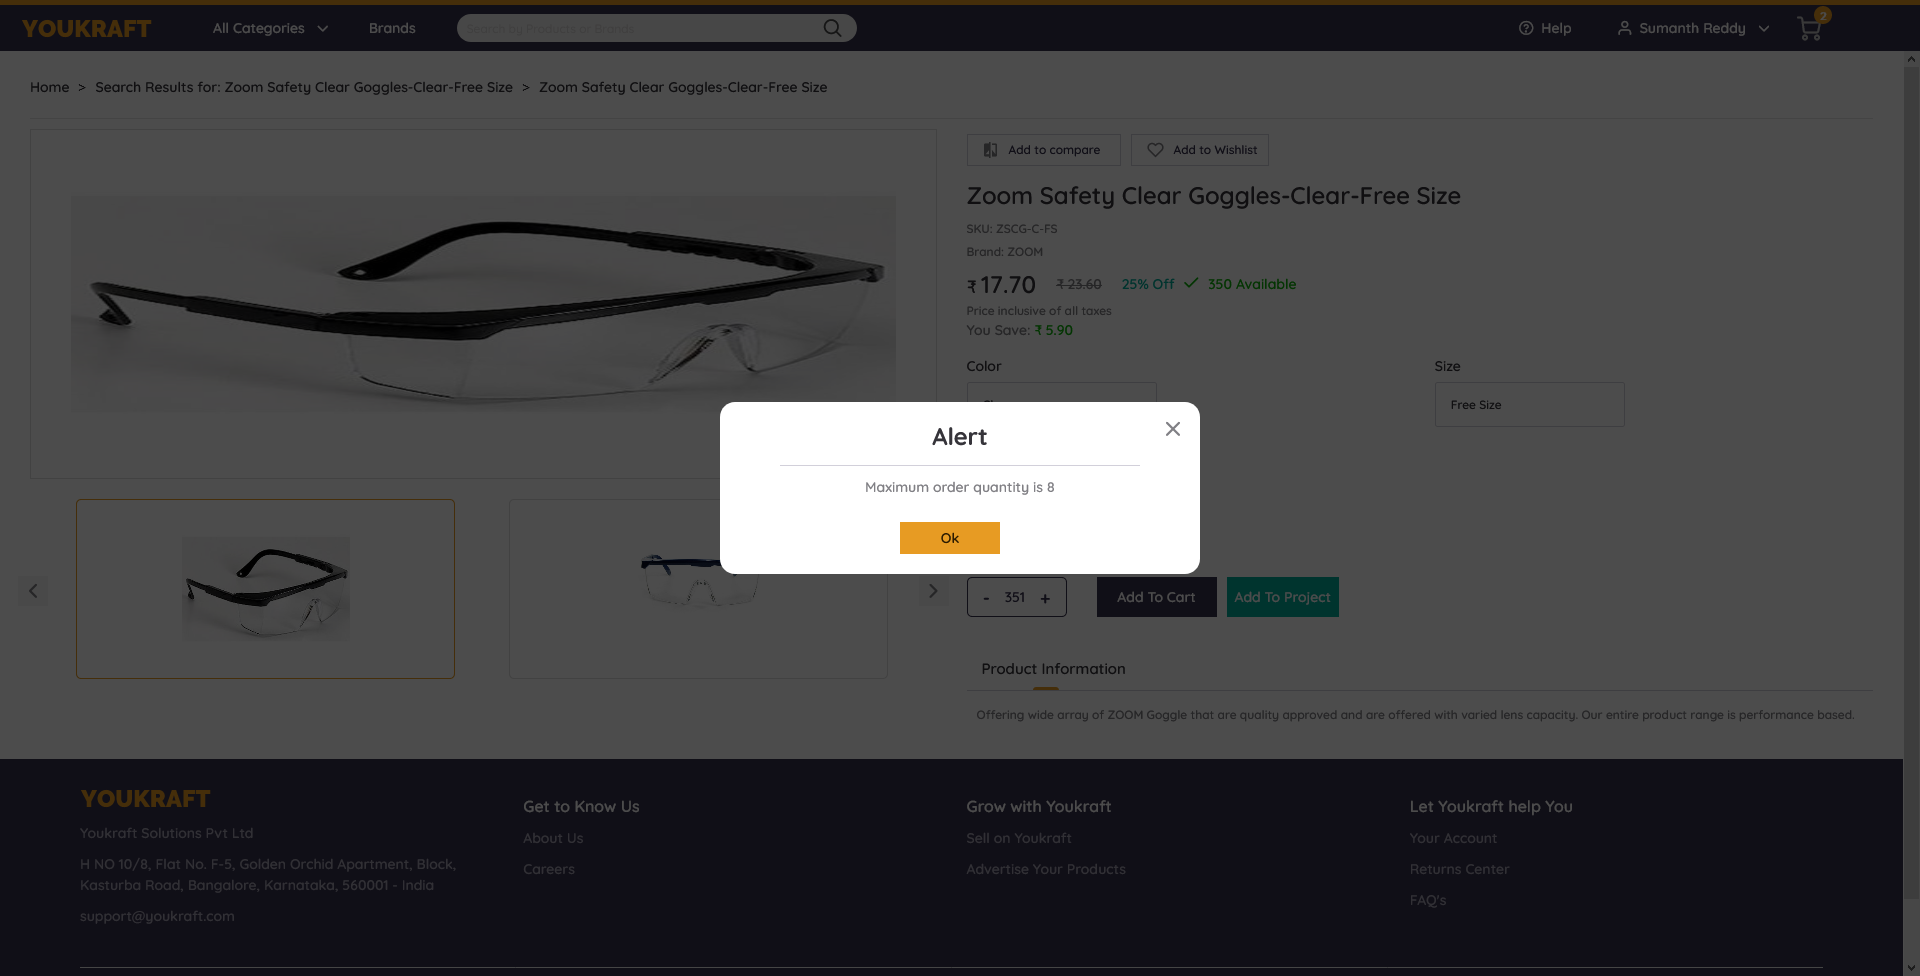 YOUKRAFT
All Categories
Brands
Search by Products or Brands
Help
Sumanth Reddy
2
Home > Search Results for: Zoom Safety Clear Goggles-Clear-Free Size > Zoom Safety Clear Goggles-Clear-Free Size
Add to compare
Add to Wishlist
Zoom Safety Clear Goggles-Clear-Free Size
SKU: ZSCG-C-FS
Brand: ZOOM
₹ 17.70 ₹ 23.60 25% Off 350 Available
Price inclusive of all taxes
You Save: ₹ 5.90
Color
Size
Free Size
Alert
Maximum order quantity is 8
Ok
- 351 +
Add To Cart
Add To Project
Product Information
Offering wide array of ZOOM Goggle that are quality approved and are offered with varied lens capacity. Our entire product range is performance based.
YOUKRAFT
Youkraft Solutions Pvt Ltd
H NO 10/8, Flat No. F-5, Golden Orchid Apartment, Block,
Kasturba Road, Bangalore, Karnataka, 560001 - India
support@youkraft.com
Get to Know Us
About Us
Careers
Grow with Youkraft
Sell on Youkraft
Advertise Your Products
Let Youkraft help You
Your Account
Returns Center
FAQ's